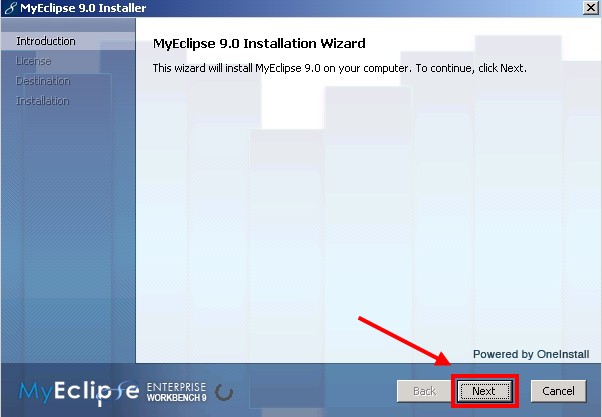 MyEclipse 9.0 Installer
Introduction
License
Destination
Installation
MyEclipse 9.0 Installation Wizard
This wizard will install MyEclipse 9.0 on your computer. To continue, click Next.
Powered by OneInstall
MyEclipse ENTERPRISE
WORKBENCH 9
Back Next Cancel